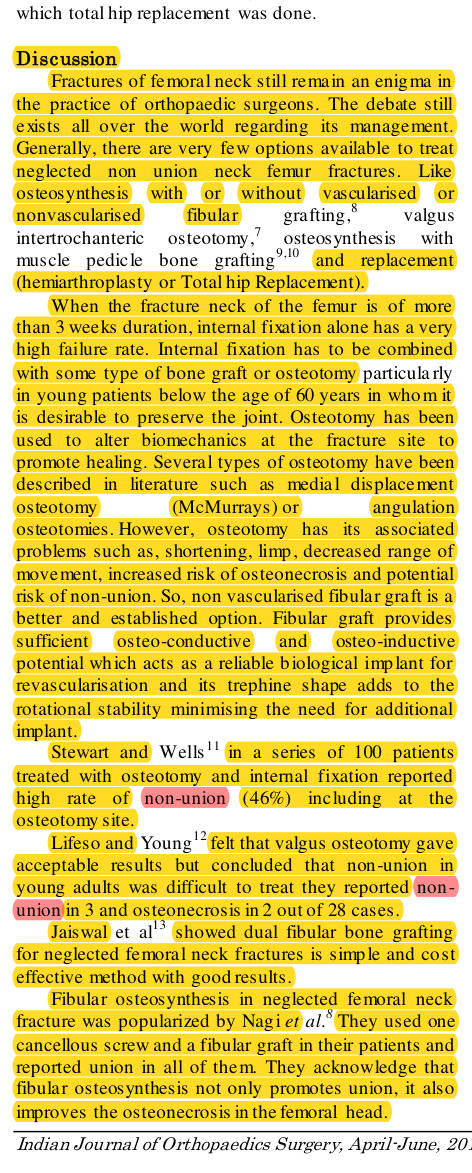 which total hip replacement was done.
Discussion
Fractures of femoral neck still remain an enigma in
the practice of orthopaedic surgeons. The debate still
exists all over the world regarding its management.
Generally, there are very few options available to treat
neglected non union neck femur fractures. Like
osteosynthesis with or without vascularised or
nonvascularised fibular grafting,8 valgus
intertrochanteric osteotomy,7 osteosynthesis with
muscle pedicle bone grafting9,10 and replacement
(hemiarthroplasty or Total hip Replacement).
When the fracture neck of the femur is of more
than 3 weeks duration, internal fixation alone has a very
high failure rate. Internal fixation has to be combined
with some type of bone graft or osteotomy particularly
in young patients below the age of 60 years in whom it
is desirable to preserve the joint. Osteotomy has been
used to alter biomechanics at the fracture site to
promote healing. Several types of osteotomy have been
described in literature such as medial displacement
osteotomy (McMurrays) or angulation
osteotomies. However, osteotomy has its associated
problems such as, shortening, limp, decreased range of
movement, increased risk of osteonecrosis and potential
risk of non-union. So, non vascularised fibular graft is a
better and established option. Fibular graft provides
sufficient osteo-conductive and osteo-inductive
potential which acts as a reliable biological implant for
revascularisation and its trephine shape adds to the
rotational stability minimising the need for additional
implant.
Stewart and Wells11 in a series of 100 patients
treated with osteotomy and internal fixation reported
high rate of non-union (46%) including at the
osteotomy site.
Lifeso and Young12 felt that valgus osteotomy gave
acceptable results but concluded that non-union in
young adults was difficult to treat they reported non-
union in 3 and osteonecrosis in 2 out of 28 cases.
Jaiswal et al13 showed dual fibular bone grafting
for neglected femoral neck fractures is simple and cost
effective method with good results.
Fibular osteosynthesis in neglected femoral neck
fracture was popularized by Nagi et al.8 They used one
cancellous screw and a fibular graft in their patients and
reported union in all of them. They acknowledge that
fibular osteosynthesis not only promotes union, it also
improves the osteonecrosis in the femoral head.
Indian Journal of Orthopaedics Surgery, April-June,